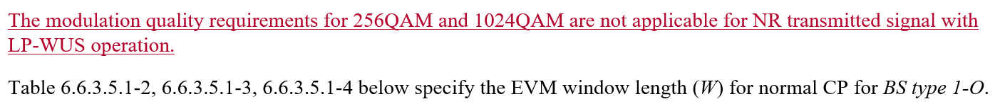 The modulation quality requirements for 256QAM and 1024QAM are not applicable for NR transmitted signal with
LP-WUS operation.
Table 6.6.3.5.1-2, 6.6.3.5.1-3, 6.6.3.5.1-4 below specify the EVM window length (W) for normal CP for BS type 1-O.